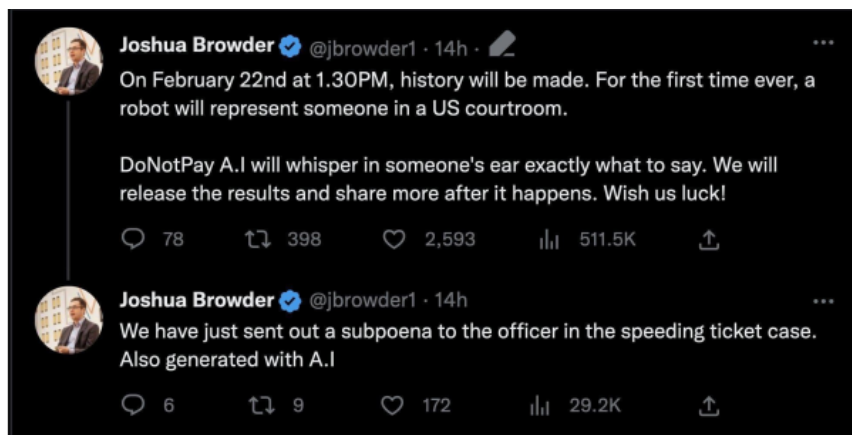 Joshua Browder @jbrowder1 · 14h ·
On February 22nd at 1.30PM, history will be made. For the first time ever, a
robot will represent someone in a US courtroom.
DoNotPay A.I will whisper in someone's ear exactly what to say. We will
release the results and share more after it happens. Wish us luck!
78 398 2,593 511.5K
Joshua Browder @jbrowder1 · 14h
We have just sent out a subpoena to the officer in the speeding ticket case.
Also generated with A.I
6 9 172 29.2K